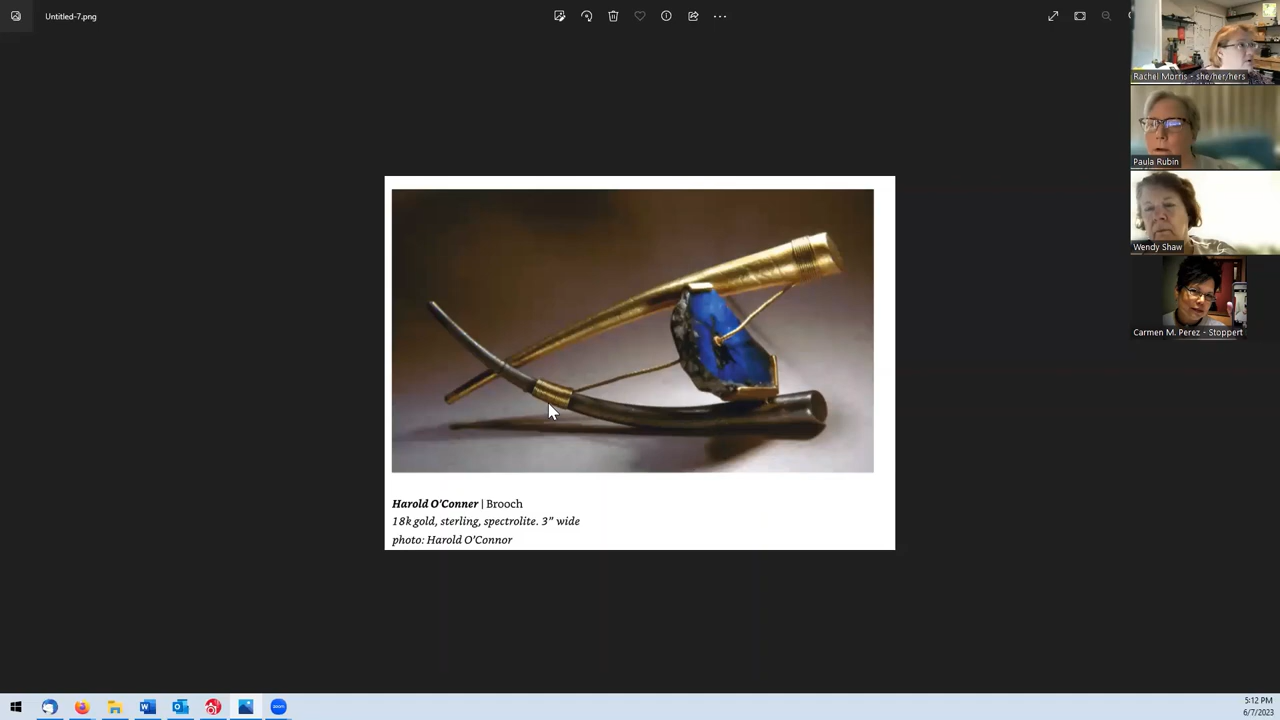 Untitled-7.png
Rachel Morris - she/her/hers
Paula Rubin
Wendy Shaw
Carmen M. Perez - Stoppert
Harold O'Conner | Brooch
18k gold, sterling, spectrolite. 3" wide
photo: Harold O'Connor
zoom
5:12 PM
6/7/2023